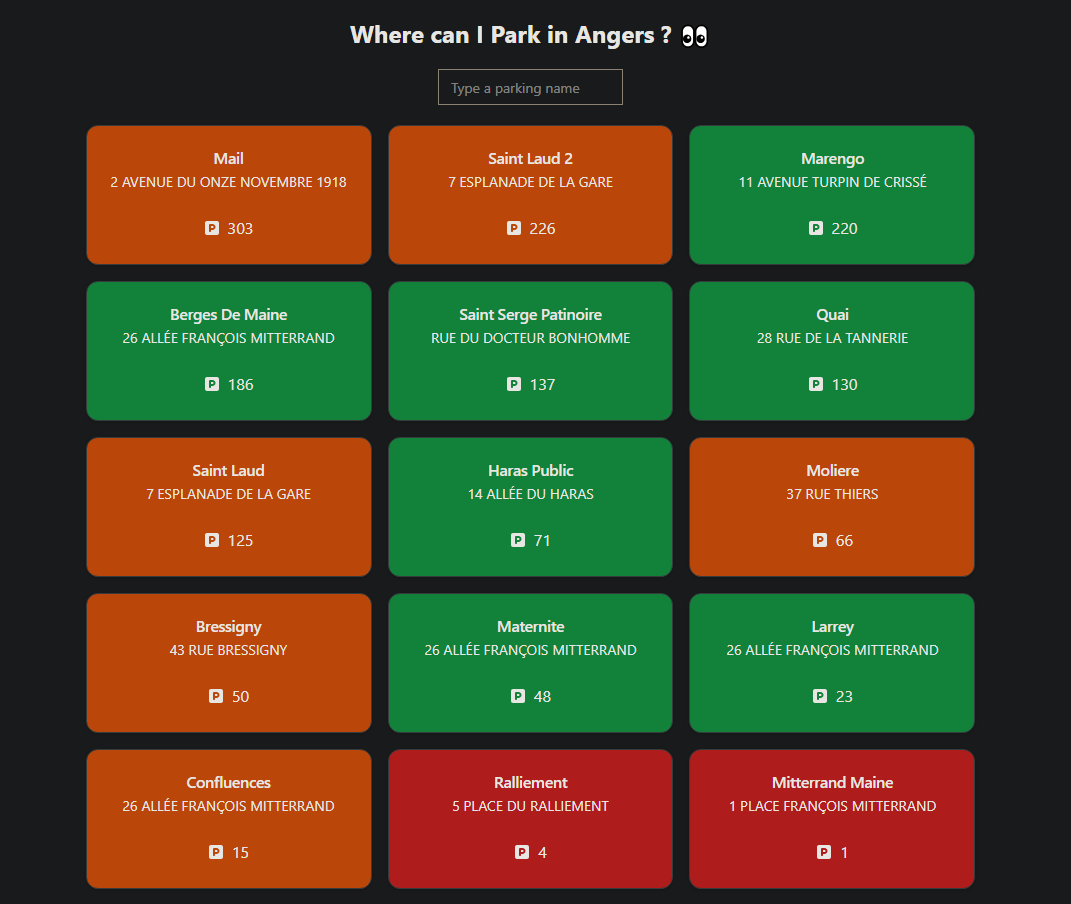 Where can I Park in Angers ? 👀
Type a parking name
Mail
2 AVENUE DU ONZE NOVEMBRE 1918
P 303
Saint Laud 2
7 ESPLANADE DE LA GARE
P 226
Marengo
11 AVENUE TURPIN DE CRISSÉ
P 220
Berges De Maine
26 ALLÉE FRANÇOIS MITTERRAND
P 186
Saint Serge Patinoire
RUE DU DOCTEUR BONHOMME
P 137
Quai
28 RUE DE LA TANNERIE
P 130
Saint Laud
7 ESPLANADE DE LA GARE
P 125
Haras Public
14 ALLÉE DU HARAS
P 71
Moliere
37 RUE THIERS
P 66
Bressigny
43 RUE BRESSIGNY
P 50
Maternite
26 ALLÉE FRANÇOIS MITTERRAND
P 48
Larrey
26 ALLÉE FRANÇOIS MITTERRAND
P 23
Confluences
26 ALLÉE FRANÇOIS MITTERRAND
P 15
Ralliement
5 PLACE DU RALLIEMENT
P 4
Mitterrand Maine
1 PLACE FRANÇOIS MITTERRAND
P 1